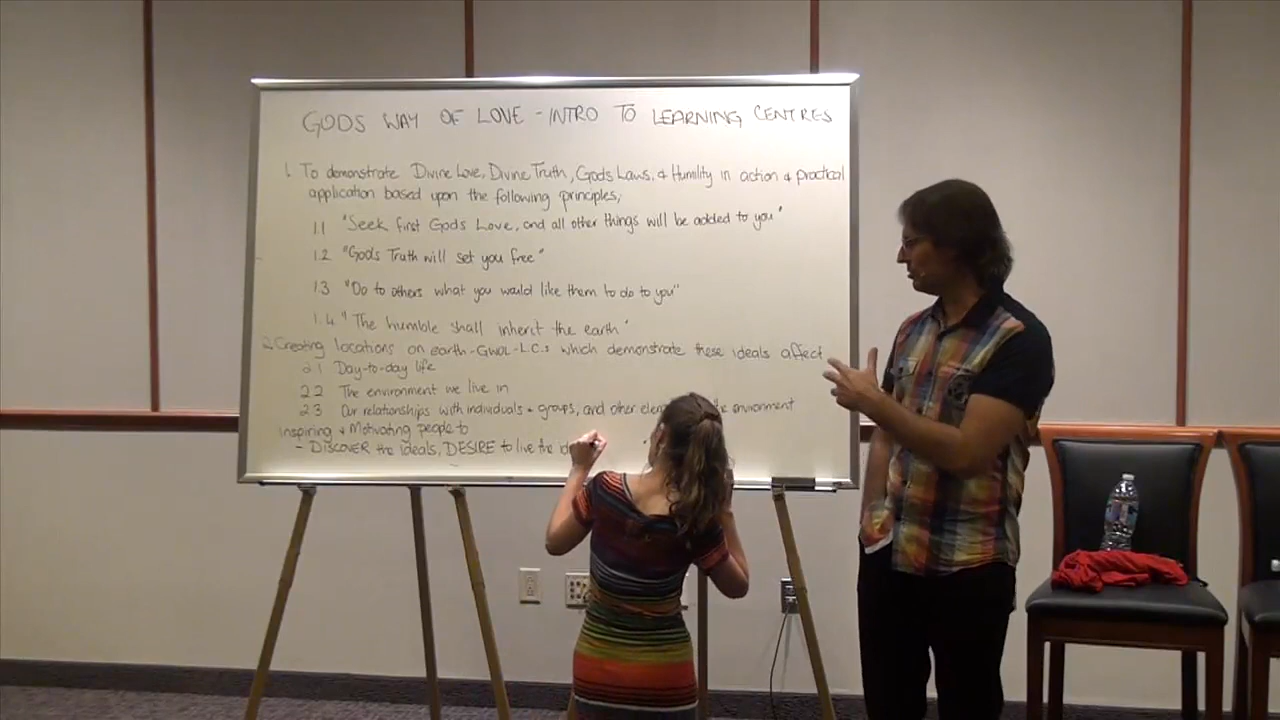 GODS WAY OF LOVE - INTRO TO LEARNING CENTRES
1. To demonstrate Divine Love, Divine Truth, Gods Laws, & Humility in action & practical
application based upon the following principles;
1.1 "Seek first Gods Love, and all other things will be added to you"
1.2 "Gods Truth will set you free"
1.3 "Do to others what you would like them to do to you"
1.4 "The humble shall inherit the earth"
2. Creating locations on earth - GWOL - L.C.s which demonstrate these ideals affect
2.1 Day-to-day life
2.2 The environment we live in
2.3 Our relationships with individuals + groups, and other environment
inspiring & Motivating people to
- DISCOVER the ideals, DESIRE to live the